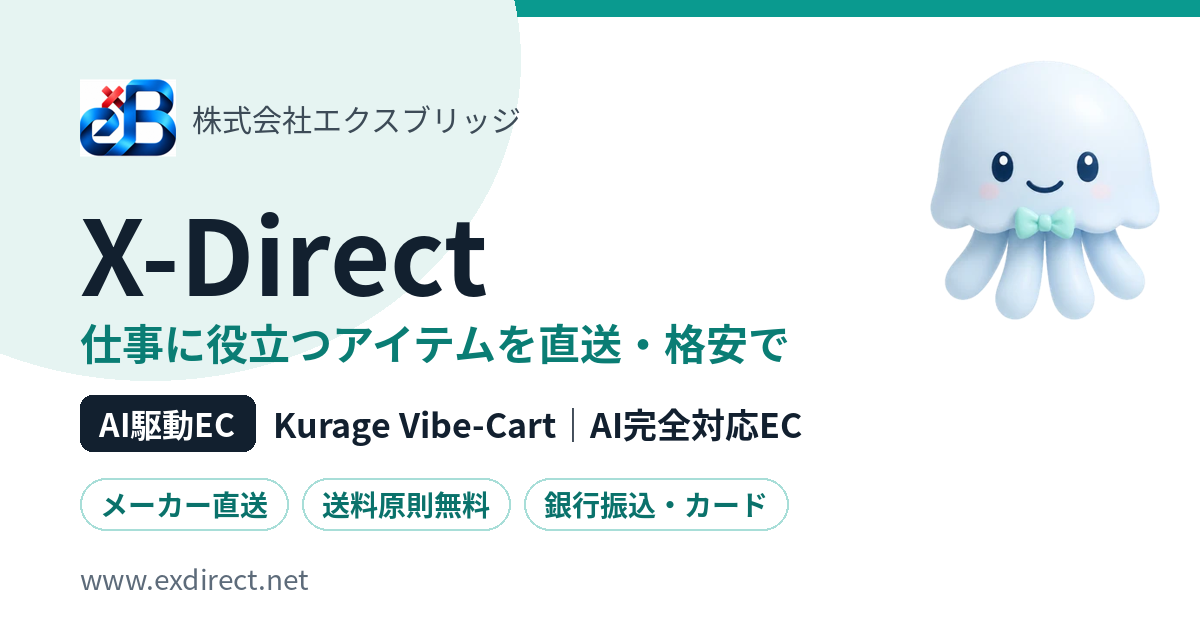 株式会社エクスブリッジ
X-Direct
仕事に役立つアイテムを直送・格安で
AI駆動EC Kurage Vibe-Cart｜AI完全対応EC
メーカー直送 送料原則無料 銀行振込・カード
www.exdirect.net